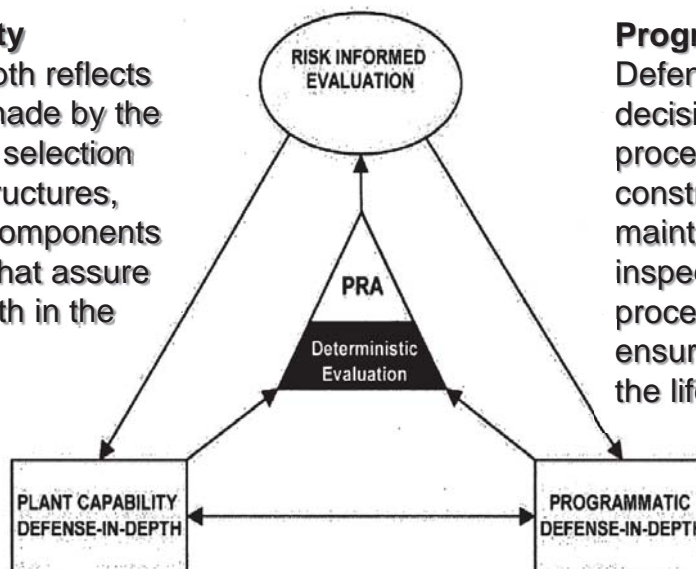 ty
oth reflects
made by the
selection
ructures,
components
hat assure
th in the
RISK INFORMED
EVALUATION
Progr
Defen
decisi
proce
constr
maint
inspec
proce
ensur
the life
PRA
Deterministic
Evaluation
PLANT CAPABILITY
DEFENSE-IN-DEPTH
PROGRAMMATIC
DEFENSE-IN-DEPTH